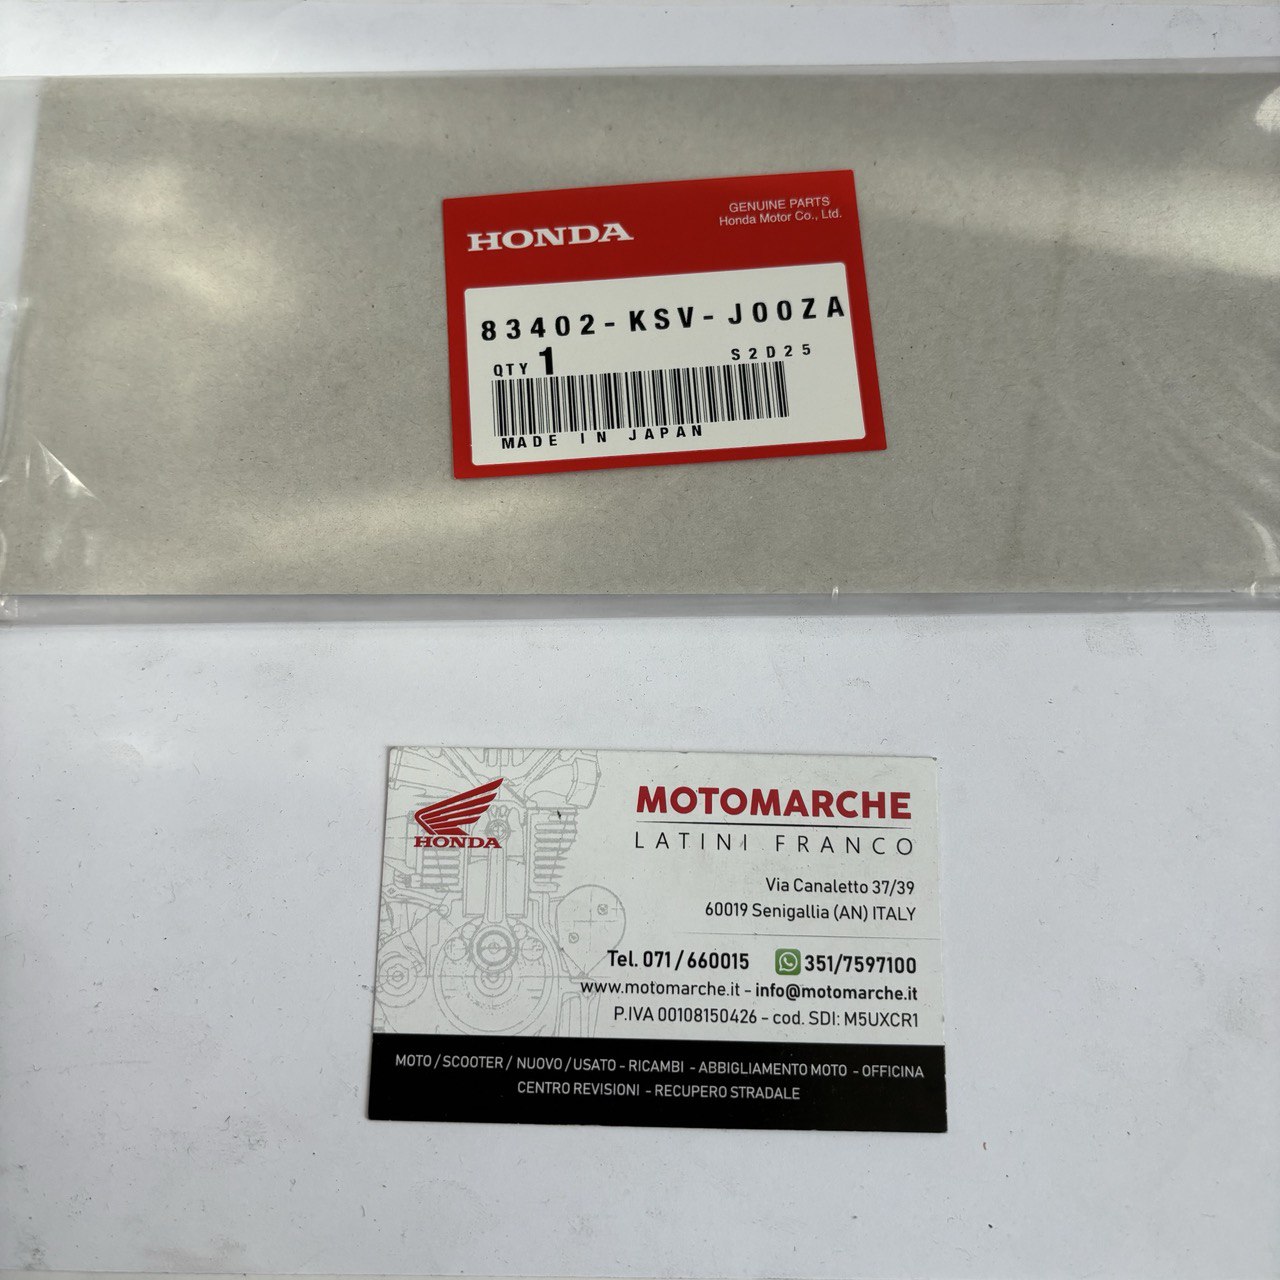 HONDA
GENUINE PARTS
Honda Motor Co., Ltd.
83402-KSV-J00ZA
QTY 1 S2D25
MADE IN JAPAN
HONDA
MOTOMARCHE
LATINI FRANCO
Via Canaletto 37/39
60019 Senigallia (AN) ITALY
Tel. 071/660015 351/7597100
www.motomarche.it - info@motomarche.it
P.IVA 00108150426 - cod. SDI: M5UXCR1
MOTO / SCOOTER / NUOVO / USATO - RICAMBI - ABBIGLIAMENTO MOTO - OFFICINA
CENTRO REVISIONI - RECUPERO STRADALE